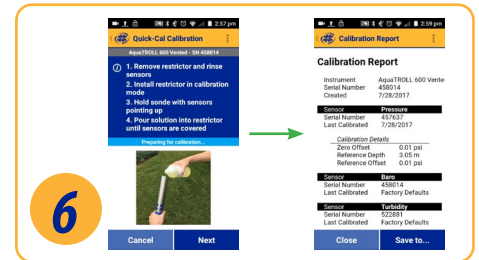 2:57 pm
Quick-Cal Calibration
AquaTROLL 600 Vented - SN 458014
1. Remove restrictor and rinse
sensors
2. Install restrictor in calibration
mode
3. Hold sonde with sensors
pointing up
4. Pour solution into restrictor
until sensors are covered
Preparing for calibration...
Cancel Next
6
2:59 pm
Calibration Report
Calibration Report
Instrument AquaTROLL 600 Vente
Serial Number 458014
Created 7/28/2017
Sensor Pressure
Serial Number 457637
Last Calibrated 7/28/2017
Calibration Details
Zero Offset 0.01 psi
Reference Depth 3.05 m
Reference Offset 0.01 psi
Sensor Baro
Serial Number 458014
Last Calibrated Factory Defaults
Sensor Turbidity
Serial Number 522881
Last Calibrated Factory Defaults
Close Save to...